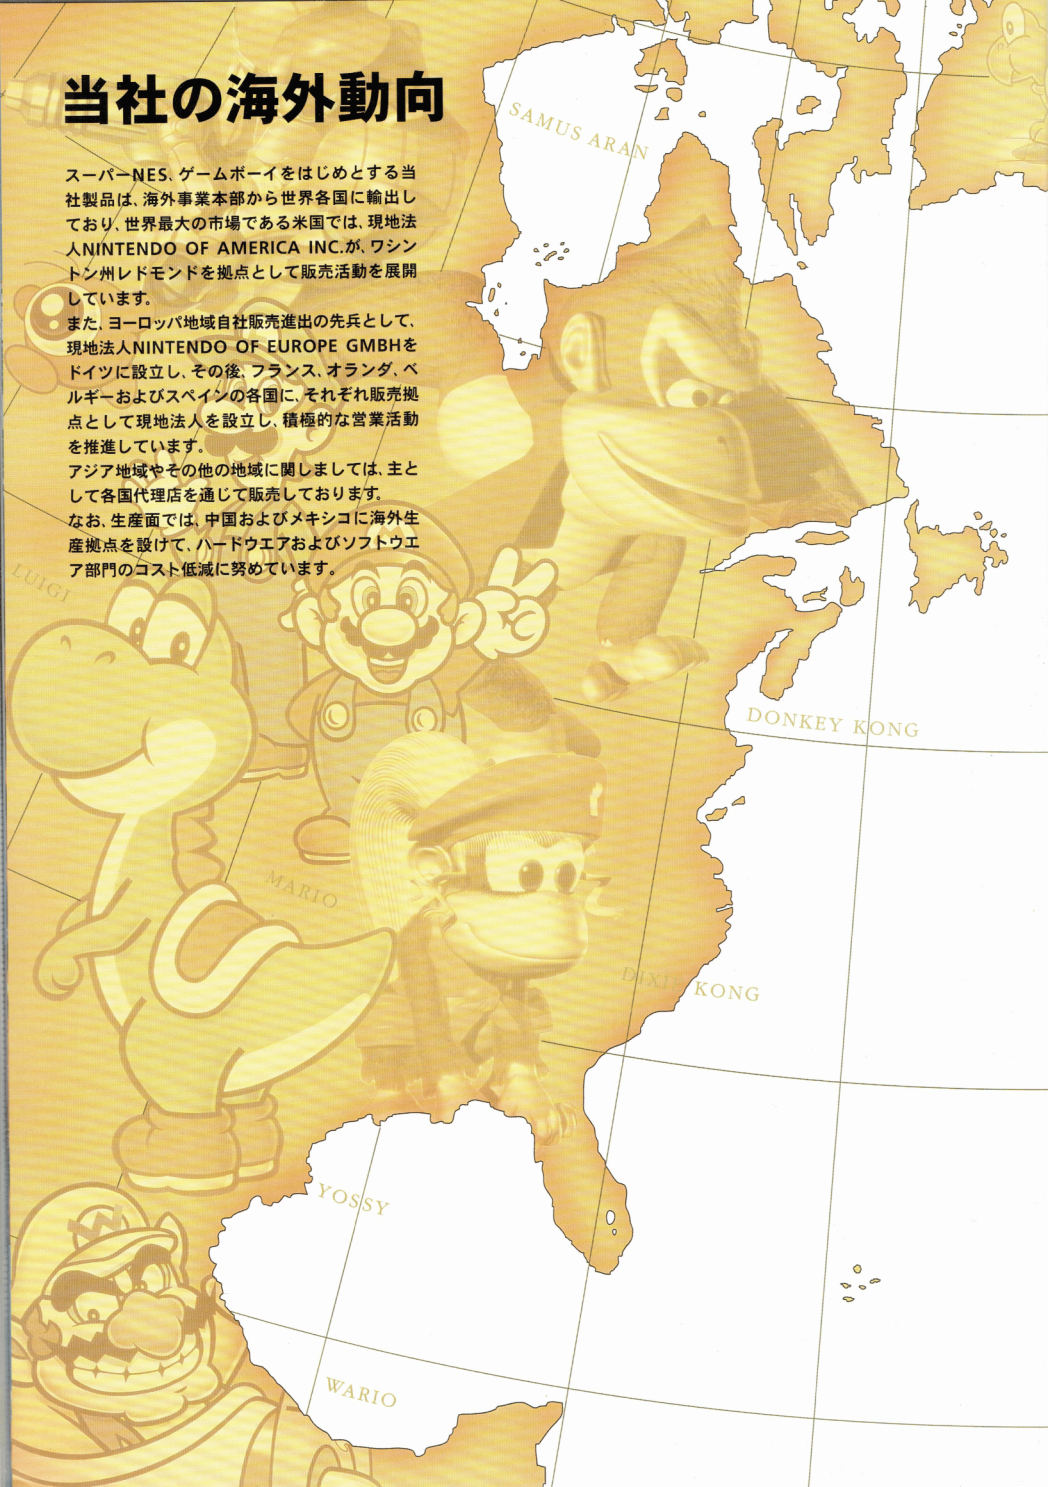 当社の海外動向
スーパーNES、ゲームボーイをはじめとする当
社製品は、海外事業本部から世界各国に輸出し
ており、世界最大の市場である米国では、現地法
人NINTENDO OF AMERICA INC.が、ワシン
トン州レドモンドを拠点として販売活動を展開
しています。
また、ヨーロッパ地域自社販売進出の先兵として、
現地法人NINTENDO OF EUROPE GMBHを
ドイツに設立し、その後、フランス、オランダ、ベ
ルギーおよびスペインの各国に、それぞれ販売拠
点として現地法人を設立し、積極的な営業活動
を推進しています。
アジア地域やその他の地域に関しましては、主と
して各国代理店を通じて販売しております。
なお、生産面では、中国およびメキシコに海外生
産拠点を設けて、ハードウエアおよびソフトウエ
ア部門のコスト低減に努めています。
SAMUS ARAN
LUIGI
DONKEY KONG
MARIO
DIXIE KONG
YOSSY
WARIO
W